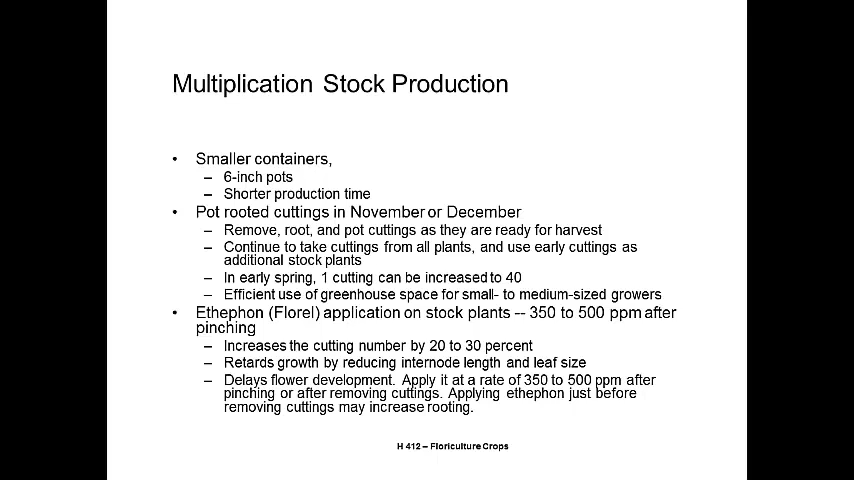 Multiplication Stock Production
• Smaller containers,
– 6-inch pots
– Shorter production time
• Pot rooted cuttings in November or December
– Remove, root, and pot cuttings as they are ready for harvest
– Continue to take cuttings from all plants, and use early cuttings as
additional stock plants
– In early spring, 1 cutting can be increased to 40
– Efficient use of greenhouse space for small- to medium-sized growers
• Ethephon (Florel) application on stock plants -- 350 to 500 ppm after
pinching
– Increases the cutting number by 20 to 30 percent
– Retards growth by reducing internode length and leaf size
– Delays flower development. Apply it at a rate of 350 to 500 ppm after
pinching or after removing cuttings. Applying ethephon just before
removing cuttings may increase rooting.
H 412 – Floriculture Crops